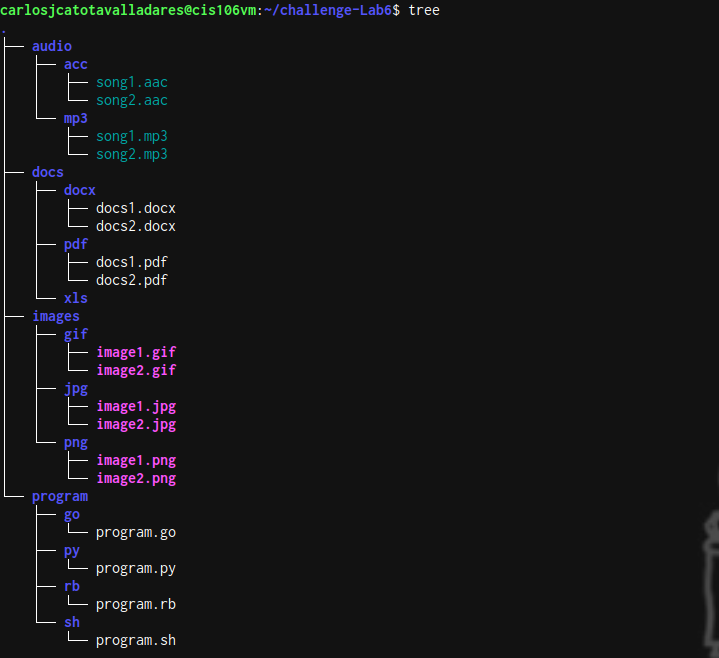 carlosjcatotavalladares@cis106vm:~/challenge-Lab6$ tree
.
├── audio
│   ├── acc
│   │   ├── song1.aac
│   │   └── song2.aac
│   └── mp3
│       ├── song1.mp3
│       └── song2.mp3
├── docs
│   ├── docx
│   │   ├── docs1.docx
│   │   └── docs2.docx
│   ├── pdf
│   │   ├── docs1.pdf
│   │   └── docs2.pdf
│   └── xls
├── images
│   ├── gif
│   │   ├── image1.gif
│   │   └── image2.gif
│   ├── jpg
│   │   ├── image1.jpg
│   │   └── image2.jpg
│   └── png
│       ├── image1.png
│       └── image2.png
└── program
    ├── go
    │   └── program.go
    ├── py
    │   └── program.py
    ├── rb
    │   └── program.rb
    └── sh
        └── program.sh